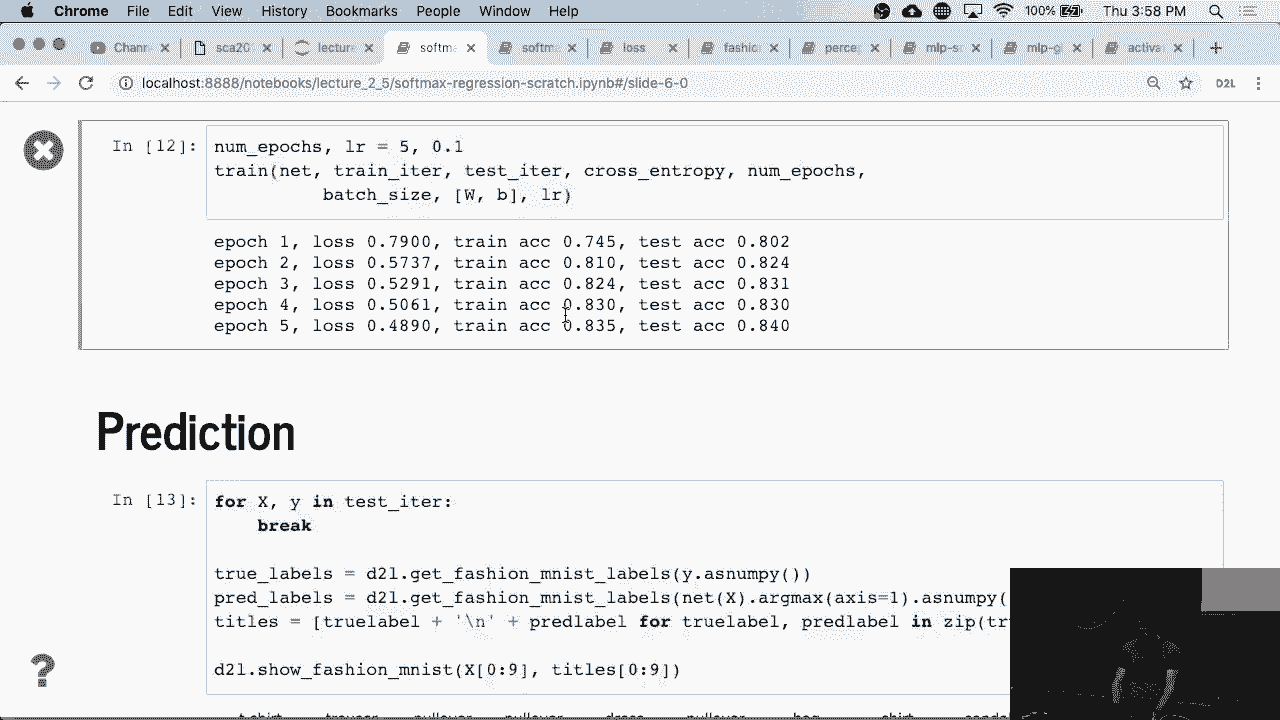 Chrome File Edit View History Bookmarks People Window Help 100% Thu 3:58 PM
Chann sca20 lecture softma softm loss fashio perce mlp-s mlp-g activa
localhost:8888/notebooks/lecture_2_5/softmax-regression-scratch.ipynb#/slide-6-0 D2L
In [12]: num_epochs, lr = 5, 0.1
train(net, train_iter, test_iter, cross_entropy, num_epochs,
batch_size, [W, b], lr)
epoch 1, loss 0.7900, train acc 0.745, test acc 0.802
epoch 2, loss 0.5737, train acc 0.810, test acc 0.824
epoch 3, loss 0.5291, train acc 0.824, test acc 0.831
epoch 4, loss 0.5061, train acc 0.830, test acc 0.830
epoch 5, loss 0.4890, train acc 0.835, test acc 0.840
Prediction
In [13]: for X, y in test_iter:
break
true_labels = d2l.get_fashion_mnist_labels(y.asnumpy())
pred_labels = d2l.get_fashion_mnist_labels(net(X).argmax(axis=1).asnumpy(
titles = [truelabel + '\n' + predlabel for truelabel, predlabel in zip(tr
d2l.show_fashion_mnist(X[0:9], titles[0:9])
?